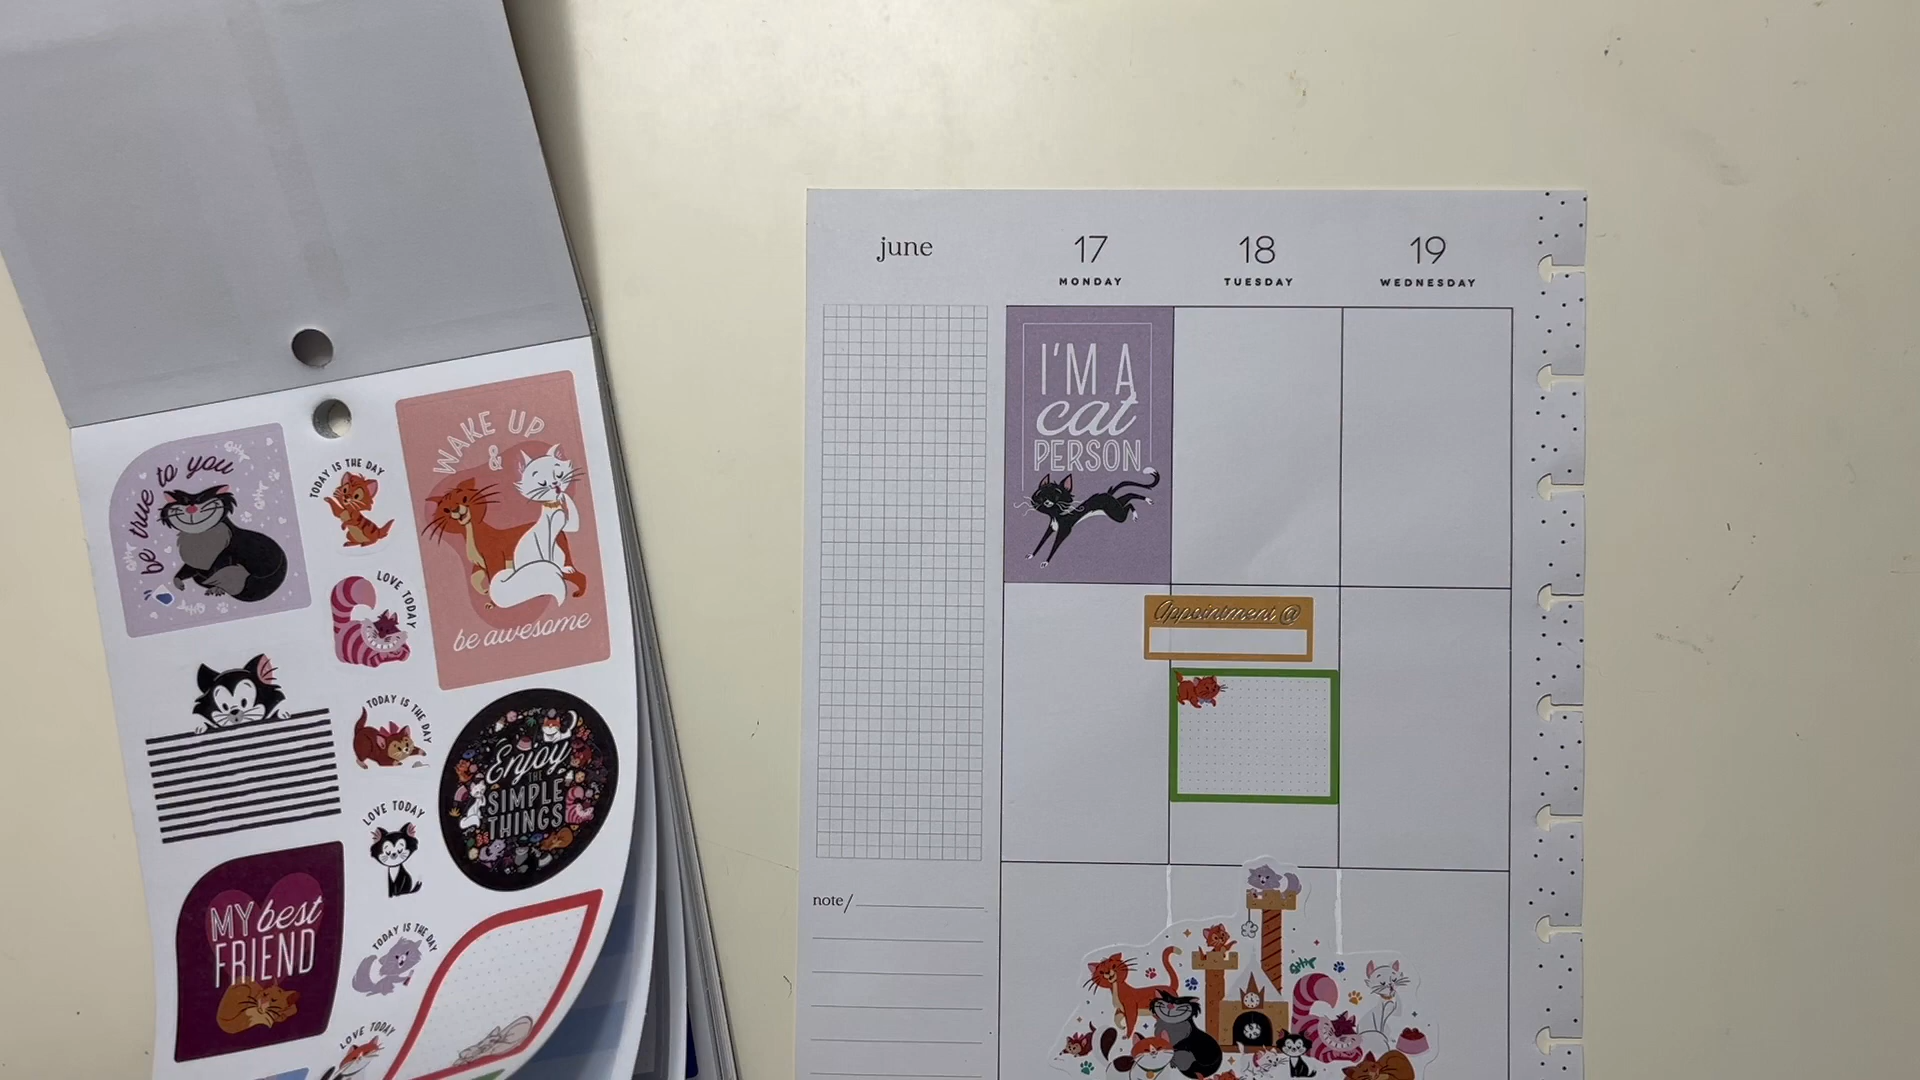 be true to you
TODAY IS THE DAY
WAKE UP
&
be awesome
LOVE TODAY
TODAY IS THE DAY
Enjoy
THE
SIMPLE
THINGS
LOVE TODAY
MY best
FRIEND
TODAY IS THE DAY
LOVE TODAY
june
17
MONDAY
18
TUESDAY
19
WEDNESDAY
I'M A
cat
PERSON
Appointment @
note/